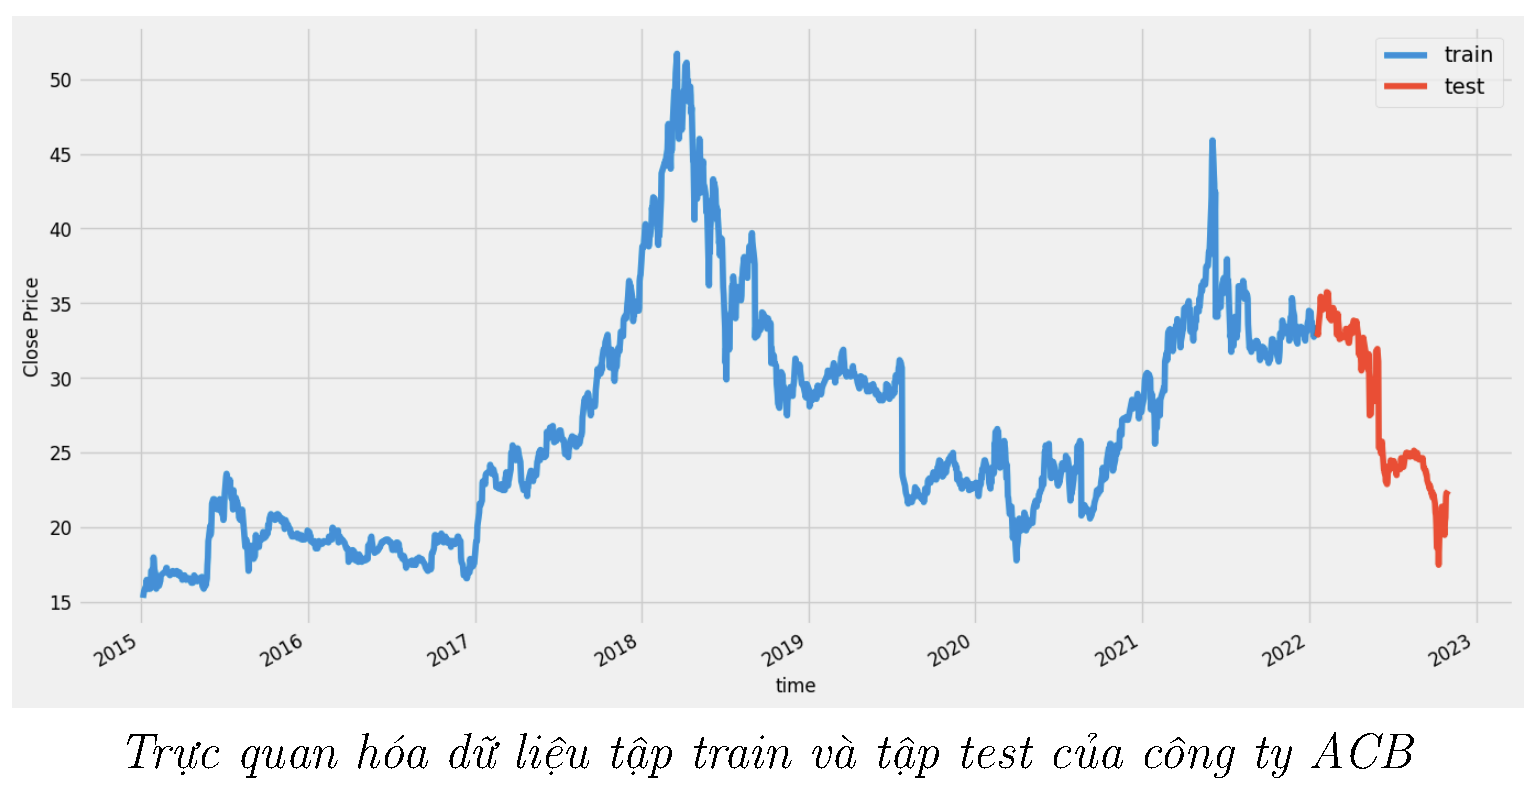 train
test
50
45
40
35
30
25
20
15
Close Price
2015 2016 2017 2018 2019 2020 2021 2022 2023
time
Trực quan hóa dữ liệu tập train và tập test của công ty ACB